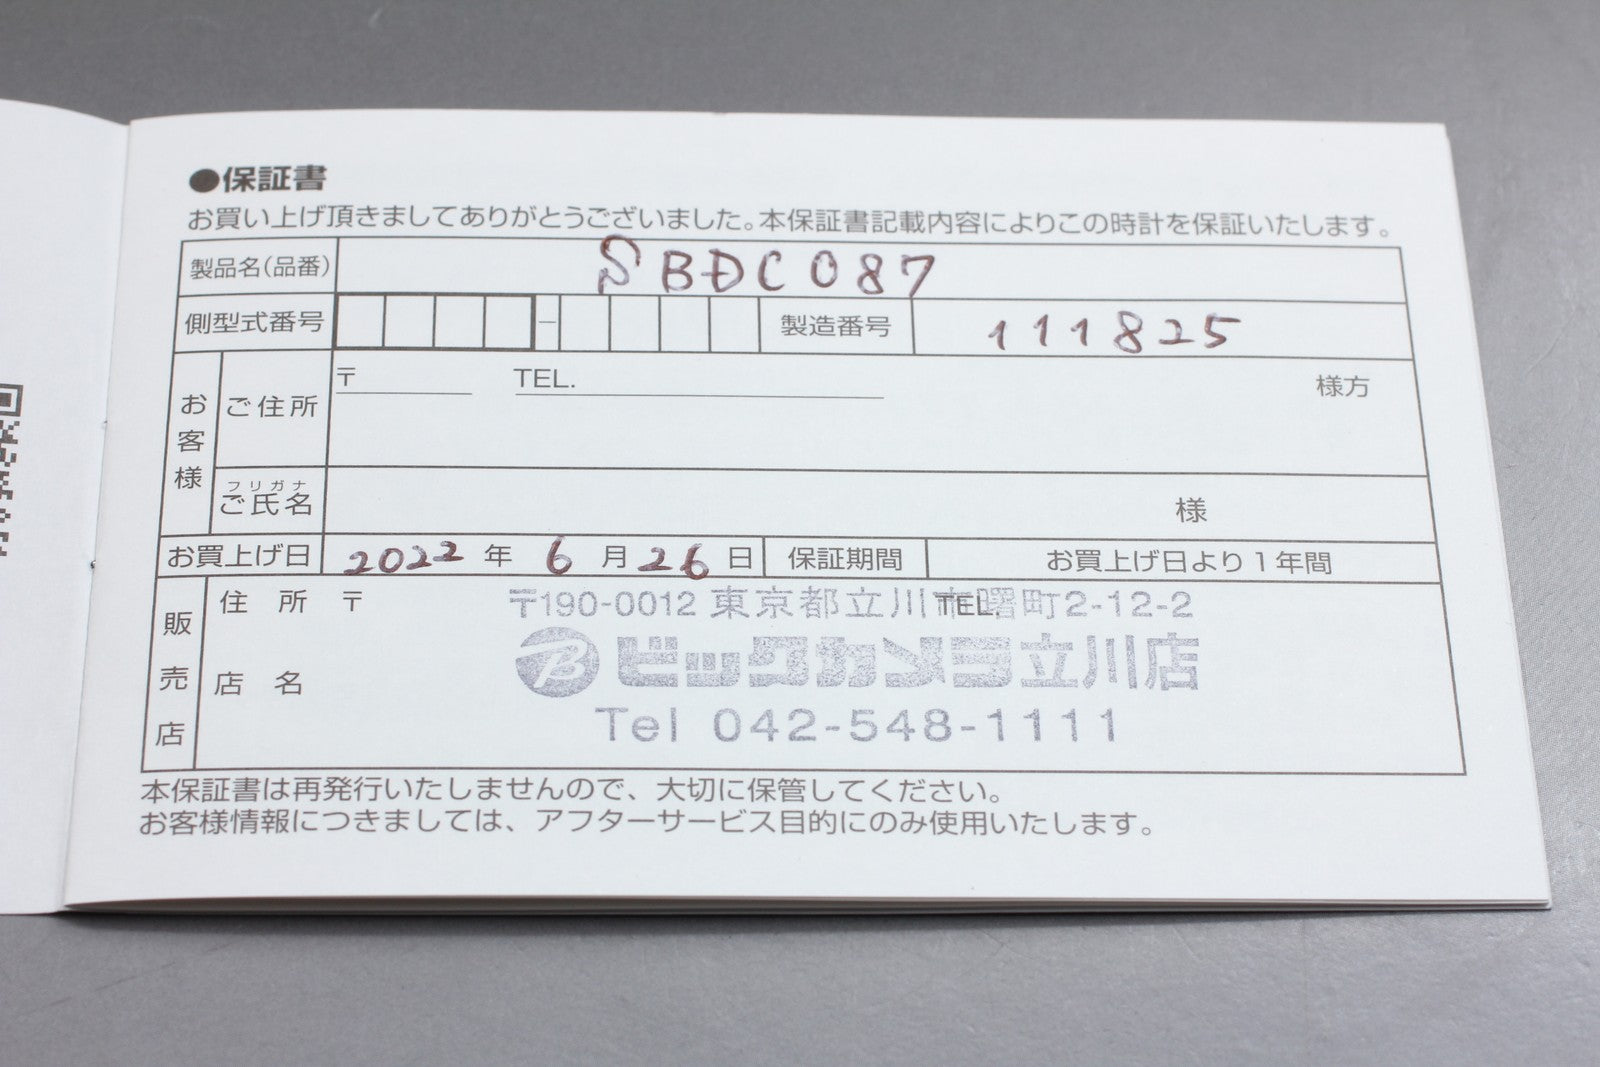 ●保証書
お買い上げ頂きましてありがとうございました。本保証書記載内容によりこの時計を保証いたします。
製品名(品番) SBDC087
側型式番号 － 製造番号 111825
お客様
ご住所 〒 TEL. 様方
フリガナ
ご氏名 様
お買上げ日 2022 年 6 月 26 日 保証期間 お買上げ日より1年間
販売店
住所 〒 TEL.
〒190-0012 東京都立川市曙町2-12-2
店名
B ビックカメラ立川店
Tel 042-548-1111
本保証書は再発行いたしませんので、大切に保管してください。
お客様情報につきましては、アフターサービス目的にのみ使用いたします。